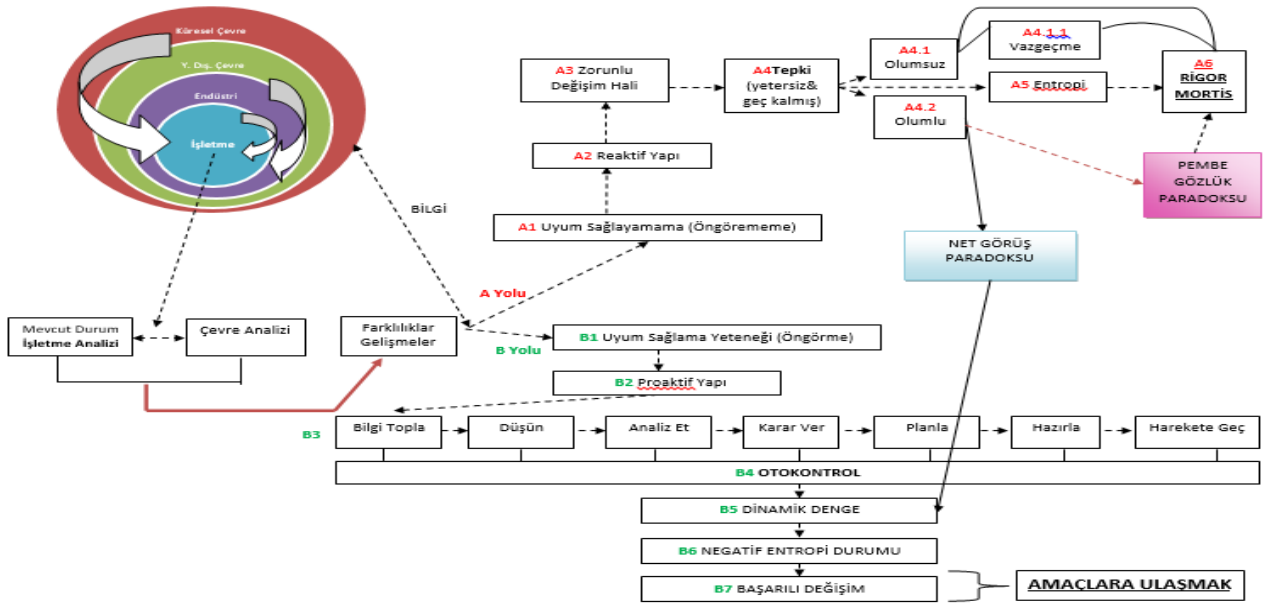 Küresel Çevre
Y. Dış. Çevre
Endüstri
İşletme
A3 Zorunlu
Değişim Hali
A4Tepki
(yetersiz&
geç kalmış)
A4.1
Olumsuz
A4.1.1
Vazgeçme
A5 Entropi
A6
RİGOR
MORTİS
A4.2
Olumlu
A2 Reaktif Yapı
PEMBE
GÖZLÜK
PARADOKSU
BİLGİ
A1 Uyum Sağlayamama (Öngörememe)
NET GÖRÜŞ
PARADOKSU
A Yolu
Mevcut Durum
İşletme Analizi
Çevre Analizi
Farklılıklar
Gelişmeler
B Yolu
B1 Uyum Sağlama Yeteneği (Öngörme)
B2 Proaktif Yapı
B3
Bilgi Topla
Düşün
Analiz Et
Karar Ver
Planla
Hazırla
Harekete Geç
B4 OTOKONTROL
B5 DİNAMİK DENGE
B6 NEGATİF ENTROPİ DURUMU
B7 BAŞARILI DEĞİŞİM
AMAÇLARA ULAŞMAK